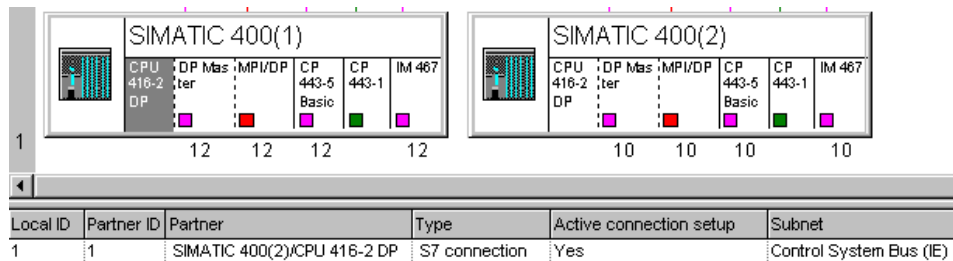 SIMATIC 400(1)
CPU 416-2 DP
DP Mas ter
MPI/DP
CP 443-5 Basic
CP 443-1
IM 467
12 12 12 12
SIMATIC 400(2)
CPU 416-2 DP
DP Mas ter
MPI/DP
CP 443-5 Basic
CP 443-1
IM 467
10 10 10 10
1
Local ID Partner ID Partner Type Active connection setup Subnet
1 1 SIMATIC 400(2)/CPU 416-2 DP S7 connection Yes Control System Bus (IE)